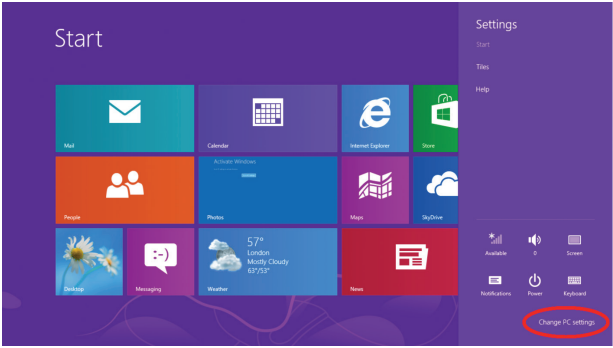 Start
Mail
Calendar
Internet Explorer
Store
People
Activate Windows
Photos
Maps
SkyDrive
Desktop
:-)
Messaging
57°
London
Mostly Cloudy
63°/53°
Weather
News
Settings
Start
Tiles
Help
Available
0
Screen
Notifications
Power
Keyboard
Change PC settings